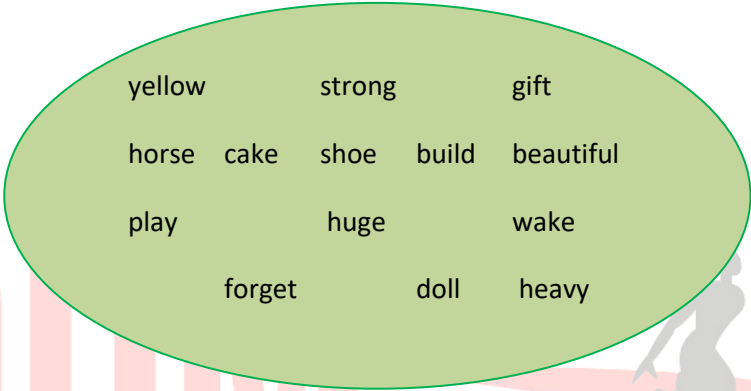 yellow strong gift
horse cake shoe build beautiful
play huge wake
forget doll heavy